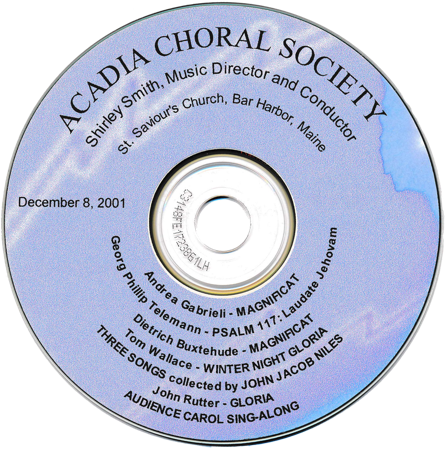 ACADIA CHORAL SOCIETY
Shirley Smith, Music Director and Conductor
St. Saviour's Church, Bar Harbor, Maine
December 8, 2001
C3148FE17723861LH
Andrea Gabrieli - MAGNIFICAT
Georg Phillip Telemann - PSALM 117: Laudate Jehovam
Dietrich Buxtehude - MAGNIFICAT
Tom Wallace - WINTER NIGHT GLORIA
THREE SONGS collected by JOHN JACOB NILES
John Rutter - GLORIA
AUDIENCE CAROL SING-ALONG